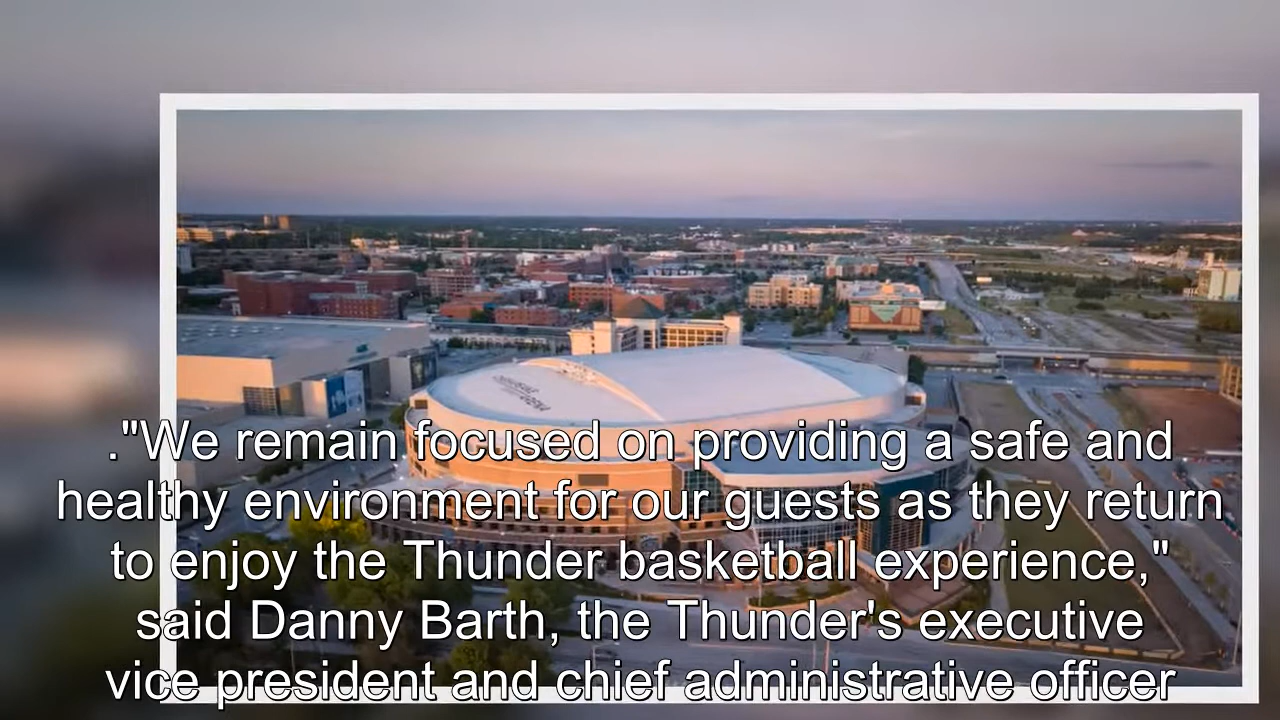 ."We remain focused on providing a safe and
healthy environment for our guests as they return
to enjoy the Thunder basketball experience,"
said Danny Barth, the Thunder's executive
vice president and chief administrative officer